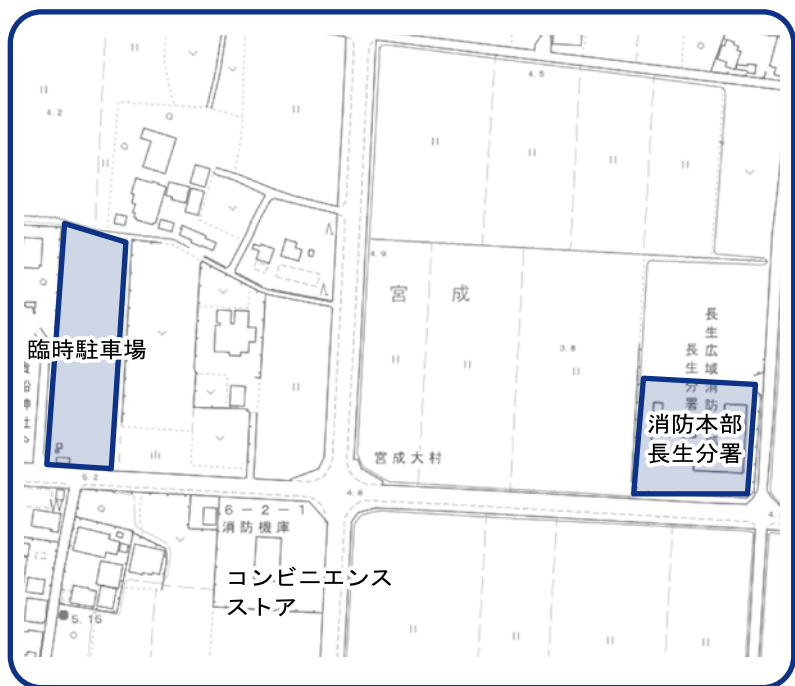 4.5
4.2
4.9
宮成
長生広域消防
長生分署
3.8
臨時駐車場
消防本部
長生分署
宮成大村
5.2
4.8
6-2-1
消防機庫
コンビニエンス
ストア
5.15